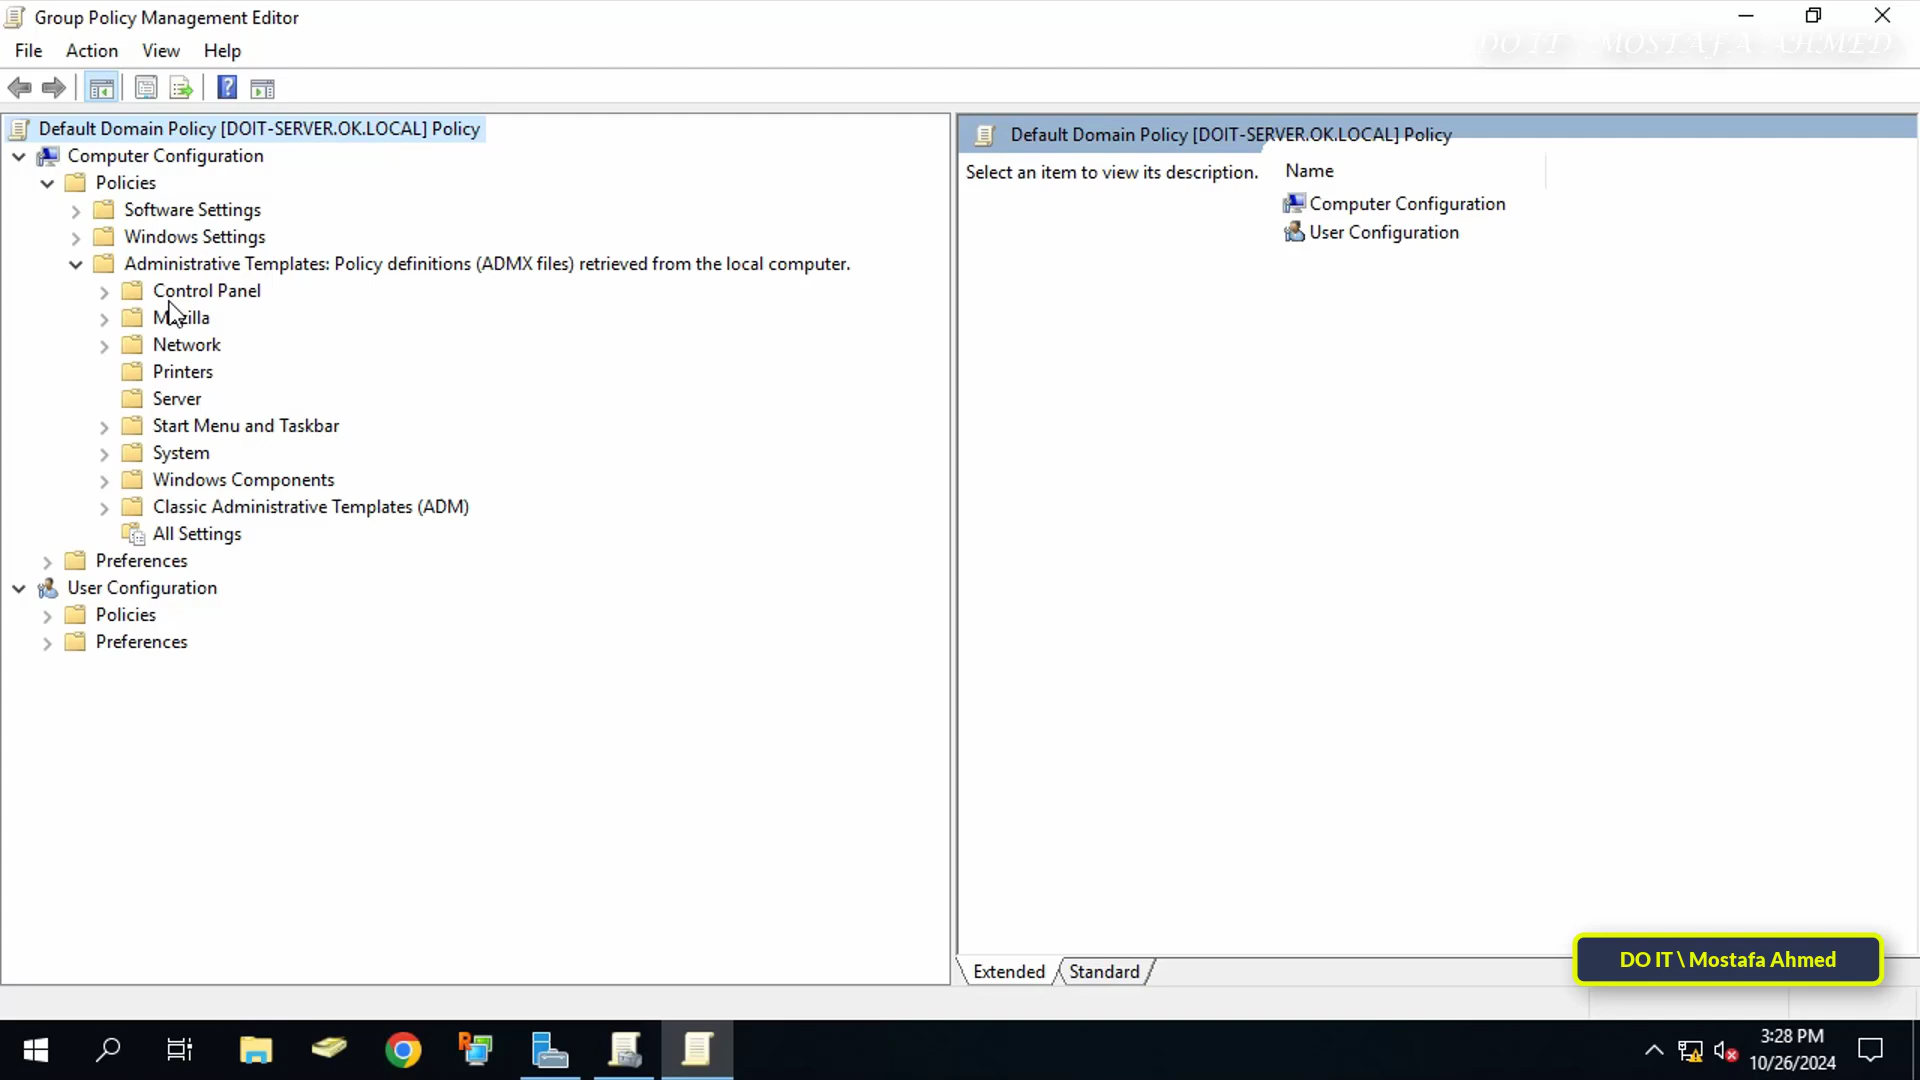 Group Policy Management Editor
File Action View Help
DO IT \ MOSTAFA AHMED
Default Domain Policy [DOIT-SERVER.OK.LOCAL] Policy
Computer Configuration
Policies
Software Settings
Windows Settings
Administrative Templates: Policy definitions (ADMX files) retrieved from the local computer.
Control Panel
Mozilla
Network
Printers
Server
Start Menu and Taskbar
System
Windows Components
Classic Administrative Templates (ADM)
All Settings
Preferences
User Configuration
Policies
Preferences
Default Domain Policy [DOIT-SERVER.OK.LOCAL] Policy
Select an item to view its description.
Name
Computer Configuration
User Configuration
Extended Standard
DO IT \ Mostafa Ahmed
3:28 PM
10/26/2024